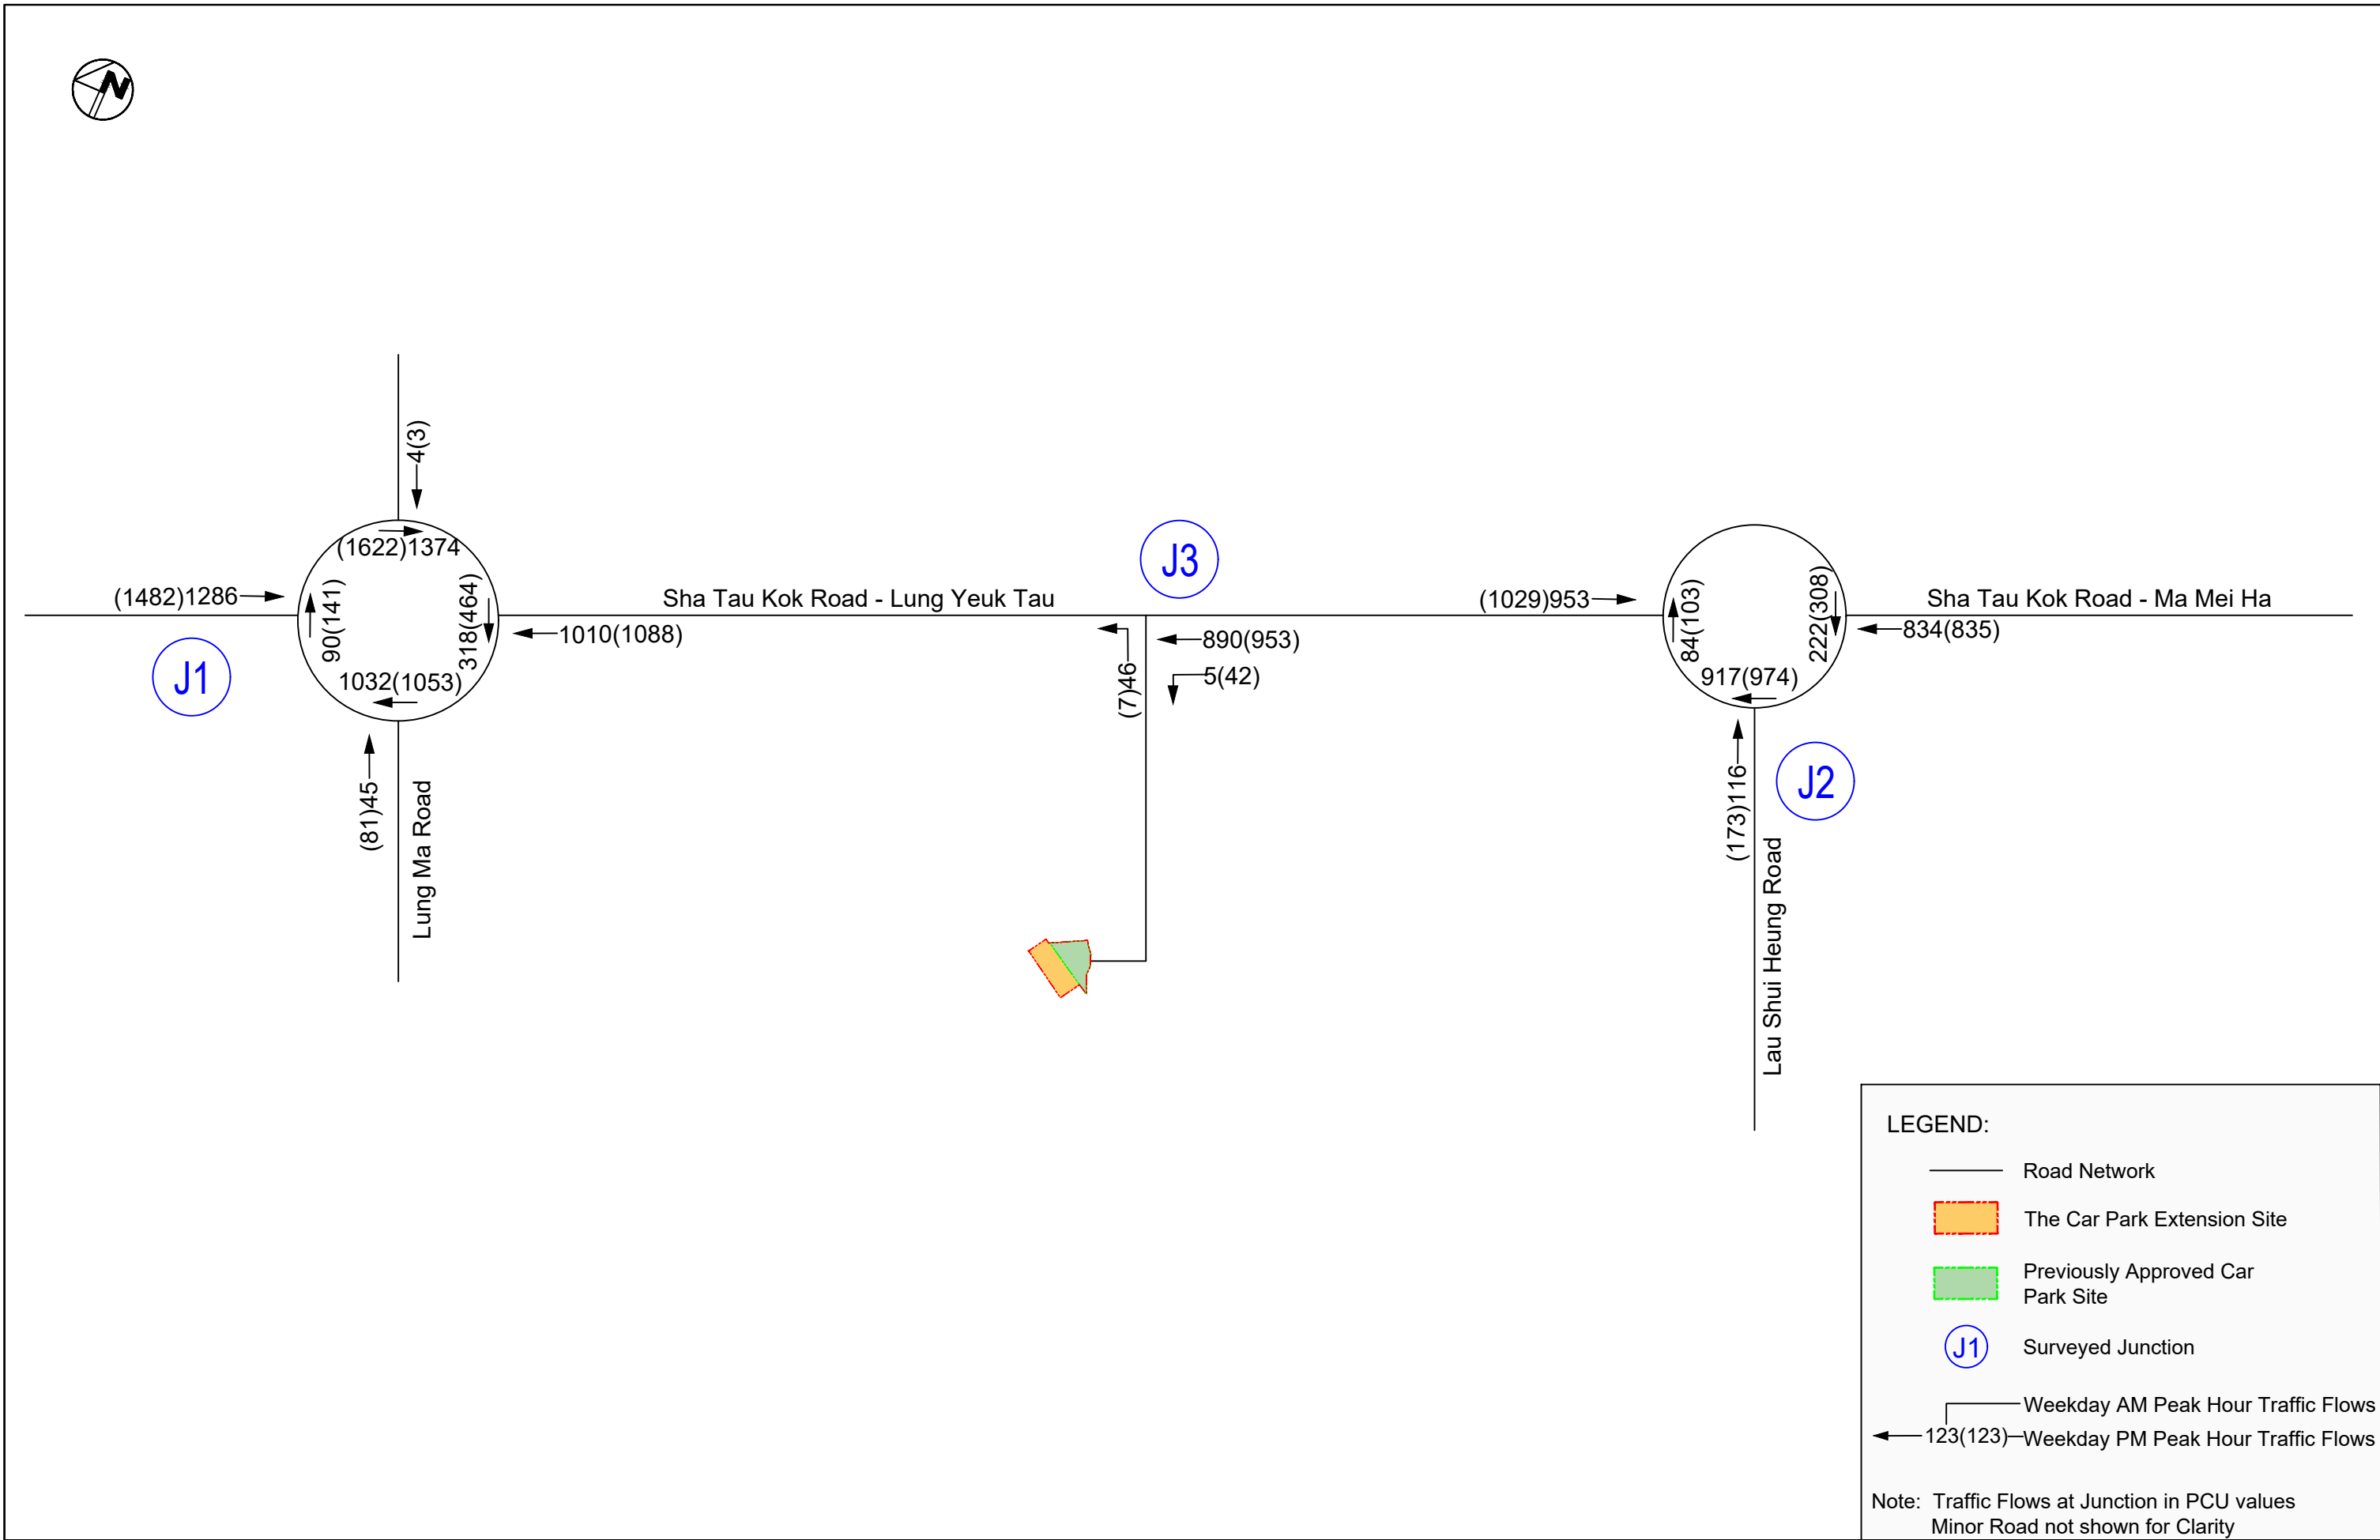 N
4(3)
(1622)1374
(1482)1286
90(141)
318(464)
1032(1053)
1010(1088)
J1
(81)45
Lung Ma Road
Sha Tau Kok Road - Lung Yeuk Tau
J3
890(953)
5(42)
(7)46
(1029)953
84(103)
222(308)
917(974)
Sha Tau Kok Road - Ma Mei Ha
834(835)
(173)116
J2
Lau Shui Heung Road
LEGEND:
Road Network
The Car Park Extension Site
Previously Approved Car
Park Site
J1 Surveyed Junction
Weekday AM Peak Hour Traffic Flows
123(123) Weekday PM Peak Hour Traffic Flows
Note: Traffic Flows at Junction in PCU values
Minor Road not shown for Clarity